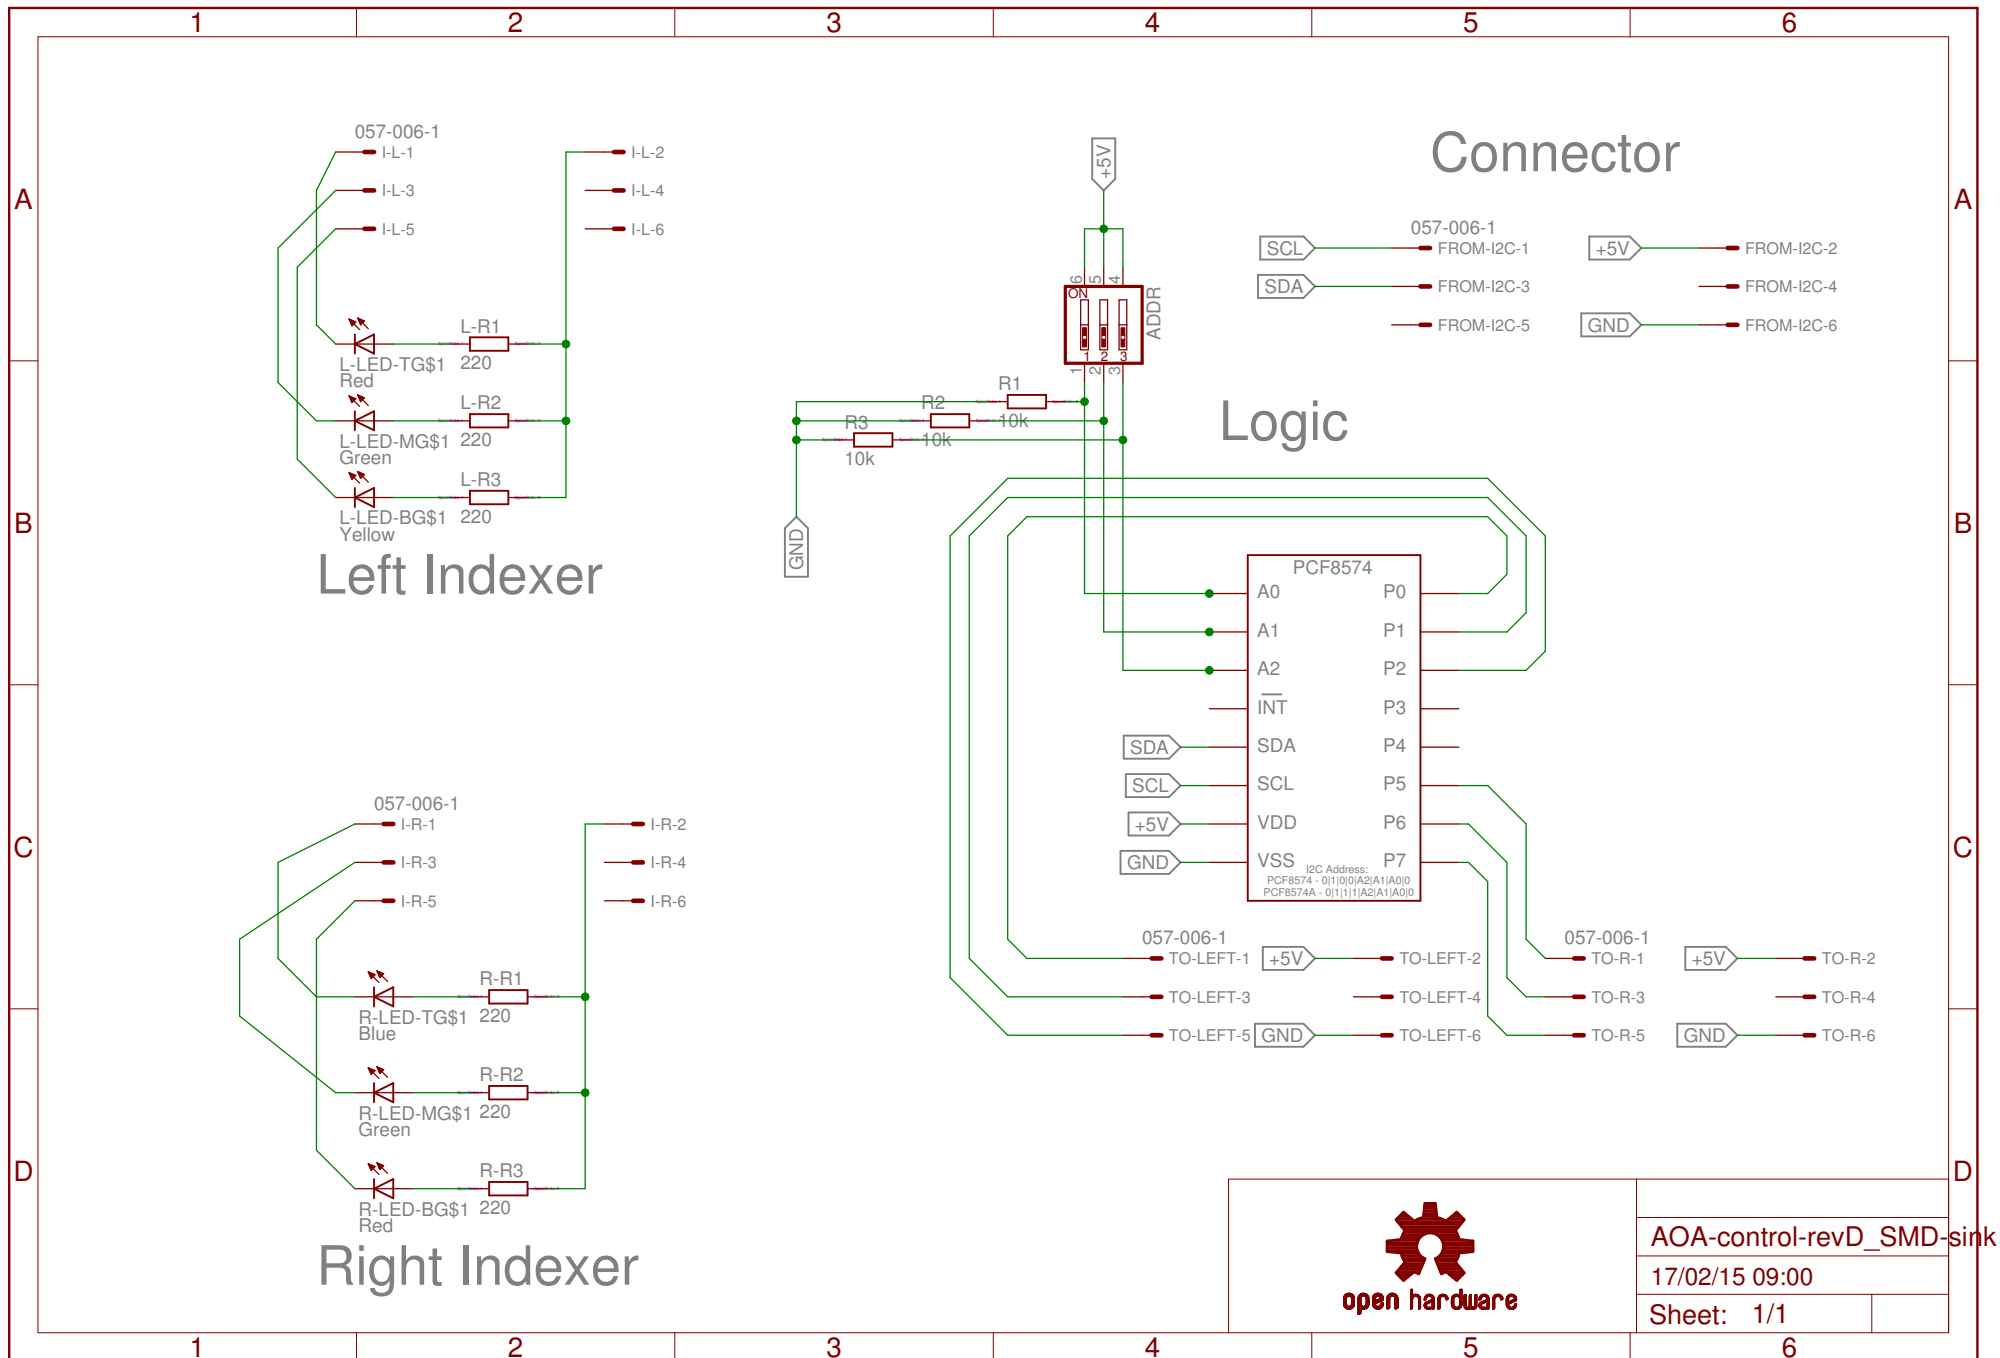 1 2 3 4 5 6
A A
B B
C C
D D
057-006-1
I-L-1
I-L-3
I-L-5
I-L-2
I-L-4
I-L-6
L-R1
220
L-LED-TG$1
Red
L-R2
220
L-LED-MG$1
Green
L-R3
220
L-LED-BG$1
Yellow
Left Indexer
057-006-1
I-R-1
I-R-3
I-R-5
I-R-2
I-R-4
I-R-6
R-R1
220
R-LED-TG$1
Blue
R-R2
220
R-LED-MG$1
Green
R-R3
220
R-LED-BG$1
Red
Right Indexer
+5V
6 5 4
ON
1 2 3
ADDR
1 2 3
R1
10k
R2
10k
R3
10k
GND
Connector
057-006-1
SCL
FROM-I2C-1
SDA
FROM-I2C-3
FROM-I2C-5
+5V
FROM-I2C-2
FROM-I2C-4
GND
FROM-I2C-6
Logic
PCF8574
A0 P0
A1 P1
A2 P2
INT P3
SDA SDA P4
SCL SCL P5
+5V VDD P6
GND VSS P7
I2C Address:
PCF8574 - 0|1|0|0|A2|A1|A0|0
PCF8574A - 0|1|1|1|A2|A1|A0|0
057-006-1
TO-LEFT-1
TO-LEFT-3
TO-LEFT-5
+5V
TO-LEFT-2
TO-LEFT-4
GND
TO-LEFT-6
057-006-1
TO-R-1
TO-R-3
TO-R-5
+5V
TO-R-2
TO-R-4
GND
TO-R-6
open hardware
AOA-control-revD_SMD-sink
17/02/15 09:00
Sheet: 1/1
1 2 3 4 5 6